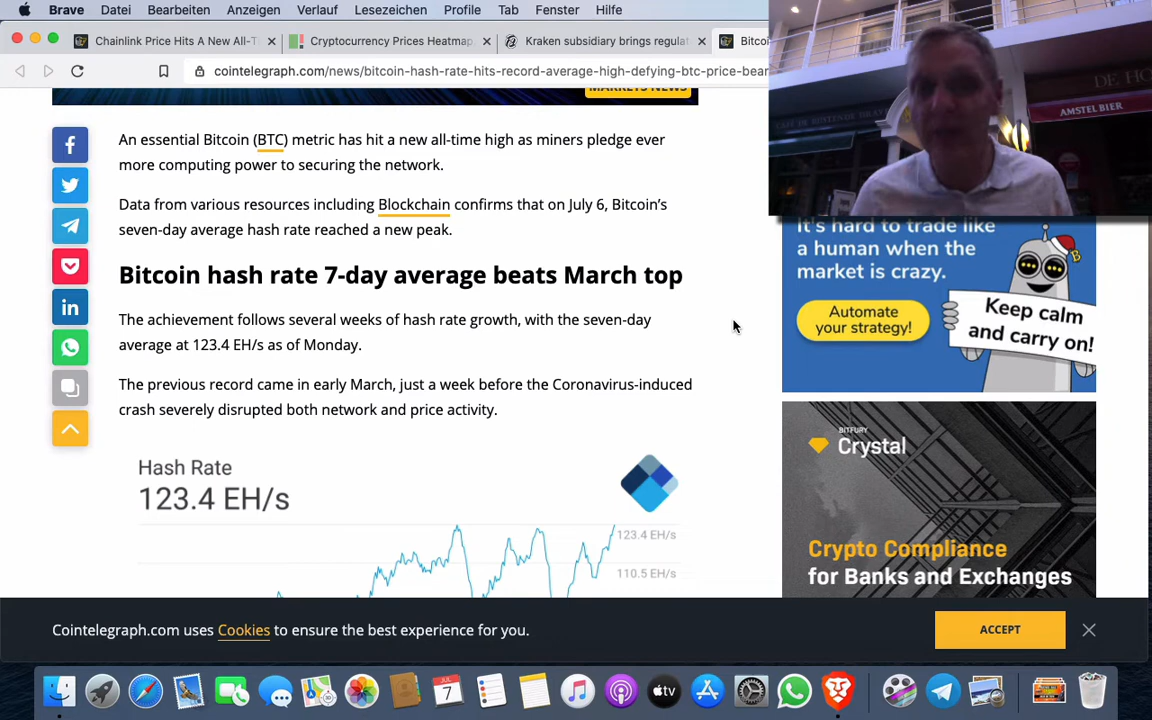 Brave Datei Bearbeiten Anzeigen Verlauf Lesezeichen Profile Tab Fenster Hilfe
Chainlink Price Hits A New All-T
Cryptocurrency Prices Heatmap,
Kraken subsidiary brings regulat
Bitcoi
cointelegraph.com/news/bitcoin-hash-rate-hits-record-average-high-defying-btc-price-bear
MARKETS NEWS
DE HO
AMSTEL BIER
An essential Bitcoin (BTC) metric has hit a new all-time high as miners pledge ever
more computing power to securing the network.
Data from various resources including Blockchain confirms that on July 6, Bitcoin’s
seven-day average hash rate reached a new peak.
Bitcoin hash rate 7-day average beats March top
The achievement follows several weeks of hash rate growth, with the seven-day
average at 123.4 EH/s as of Monday.
The previous record came in early March, just a week before the Coronavirus-induced
crash severely disrupted both network and price activity.
Hash Rate
123.4 EH/s
123.4 EH/s
110.5 EH/s
It's hard to trade like
a human when the
market is crazy.
Automate
your strategy!
B
Keep calm
and carry on!
BITFURY
Crystal
Crypto Compliance
for Banks and Exchanges
Cointelegraph.com uses Cookies to ensure the best experience for you.
ACCEPT
JUL
7
tv